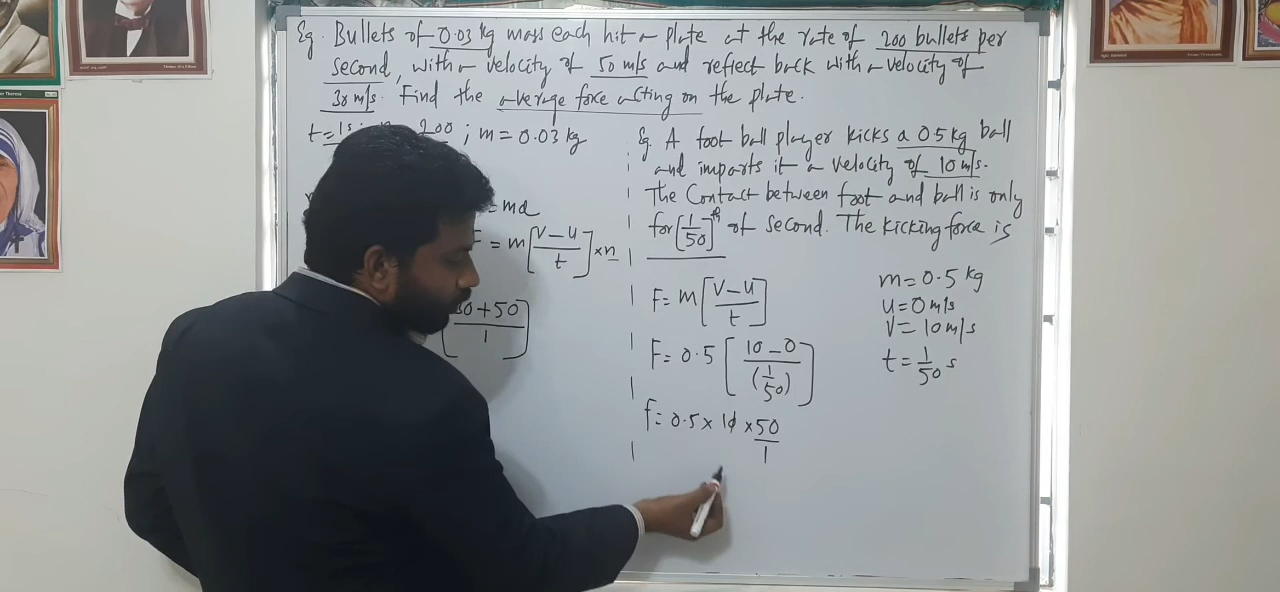 Eg. Bullets of 0.03 kg mass each hit a plate at the rate of 200 bullets per
second, with a velocity of 50 m/s and reflect back with a velocity of
30 m/s. Find the average force acting on the plate.
t=1s; 200 ; m = 0.03 kg
= ma
F = m[V-u/t]×n
[30+50/1]
Eg. A foot ball player kicks a 0.5 kg ball
and imparts it a velocity of 10 m/s.
The Contact between foot and ball is only
for [1/50]th of second. The kicking force is
F = m[V-u/t]
F = 0.5 [10-0/(1/50)]
f = 0.5 × 10 × 50/1
m = 0.5 kg
u = 0 m/s
v = 10 m/s
t = 1/50 s